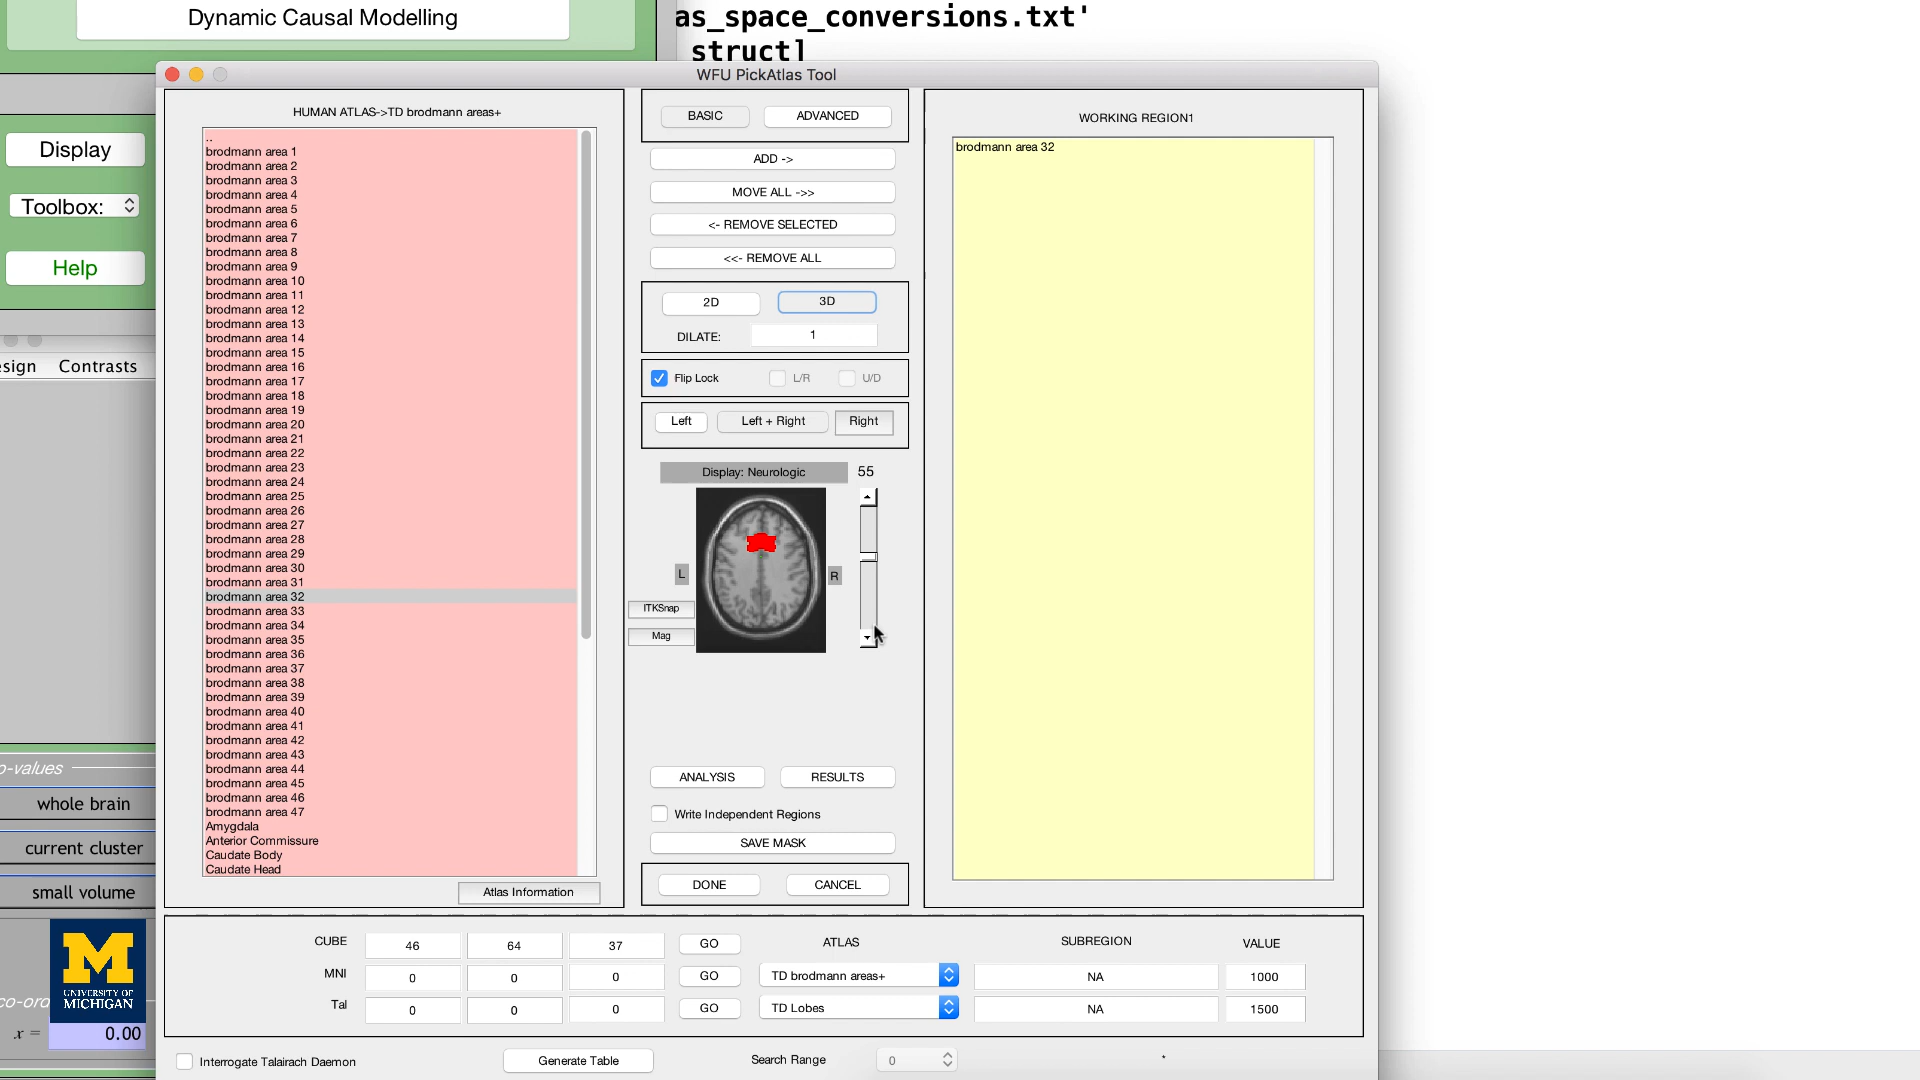 Dynamic Causal Modelling
as_space_conversions.txt'
struct]
WFU PickAtlas Tool
Display
Toolbox:
Help
esign Contrasts
p-values
whole brain
current cluster
small volume
UNIVERSITY OF
MICHIGAN
co-ord
x = 0.00
HUMAN ATLAS->TD brodmann areas+
..
brodmann area 1
brodmann area 2
brodmann area 3
brodmann area 4
brodmann area 5
brodmann area 6
brodmann area 7
brodmann area 8
brodmann area 9
brodmann area 10
brodmann area 11
brodmann area 12
brodmann area 13
brodmann area 14
brodmann area 15
brodmann area 16
brodmann area 17
brodmann area 18
brodmann area 19
brodmann area 20
brodmann area 21
brodmann area 22
brodmann area 23
brodmann area 24
brodmann area 25
brodmann area 26
brodmann area 27
brodmann area 28
brodmann area 29
brodmann area 30
brodmann area 31
brodmann area 32
brodmann area 33
brodmann area 34
brodmann area 35
brodmann area 36
brodmann area 37
brodmann area 38
brodmann area 39
brodmann area 40
brodmann area 41
brodmann area 42
brodmann area 43
brodmann area 44
brodmann area 45
brodmann area 46
brodmann area 47
Amygdala
Anterior Commissure
Caudate Body
Caudate Head
Atlas Information
BASIC ADVANCED
ADD ->
MOVE ALL ->>
<- REMOVE SELECTED
<<- REMOVE ALL
2D 3D
DILATE: 1
Flip Lock L/R U/D
Left Left + Right Right
Display: Neurologic 55
L R
ITKSnap
Mag
ANALYSIS RESULTS
Write Independent Regions
SAVE MASK
DONE CANCEL
WORKING REGION1
brodmann area 32
CUBE 46 64 37 GO ATLAS SUBREGION VALUE
MNI 0 0 0 GO TD brodmann areas+ NA 1000
Tal 0 0 0 GO TD Lobes NA 1500
Interrogate Talairach Daemon Generate Table Search Range 0 *